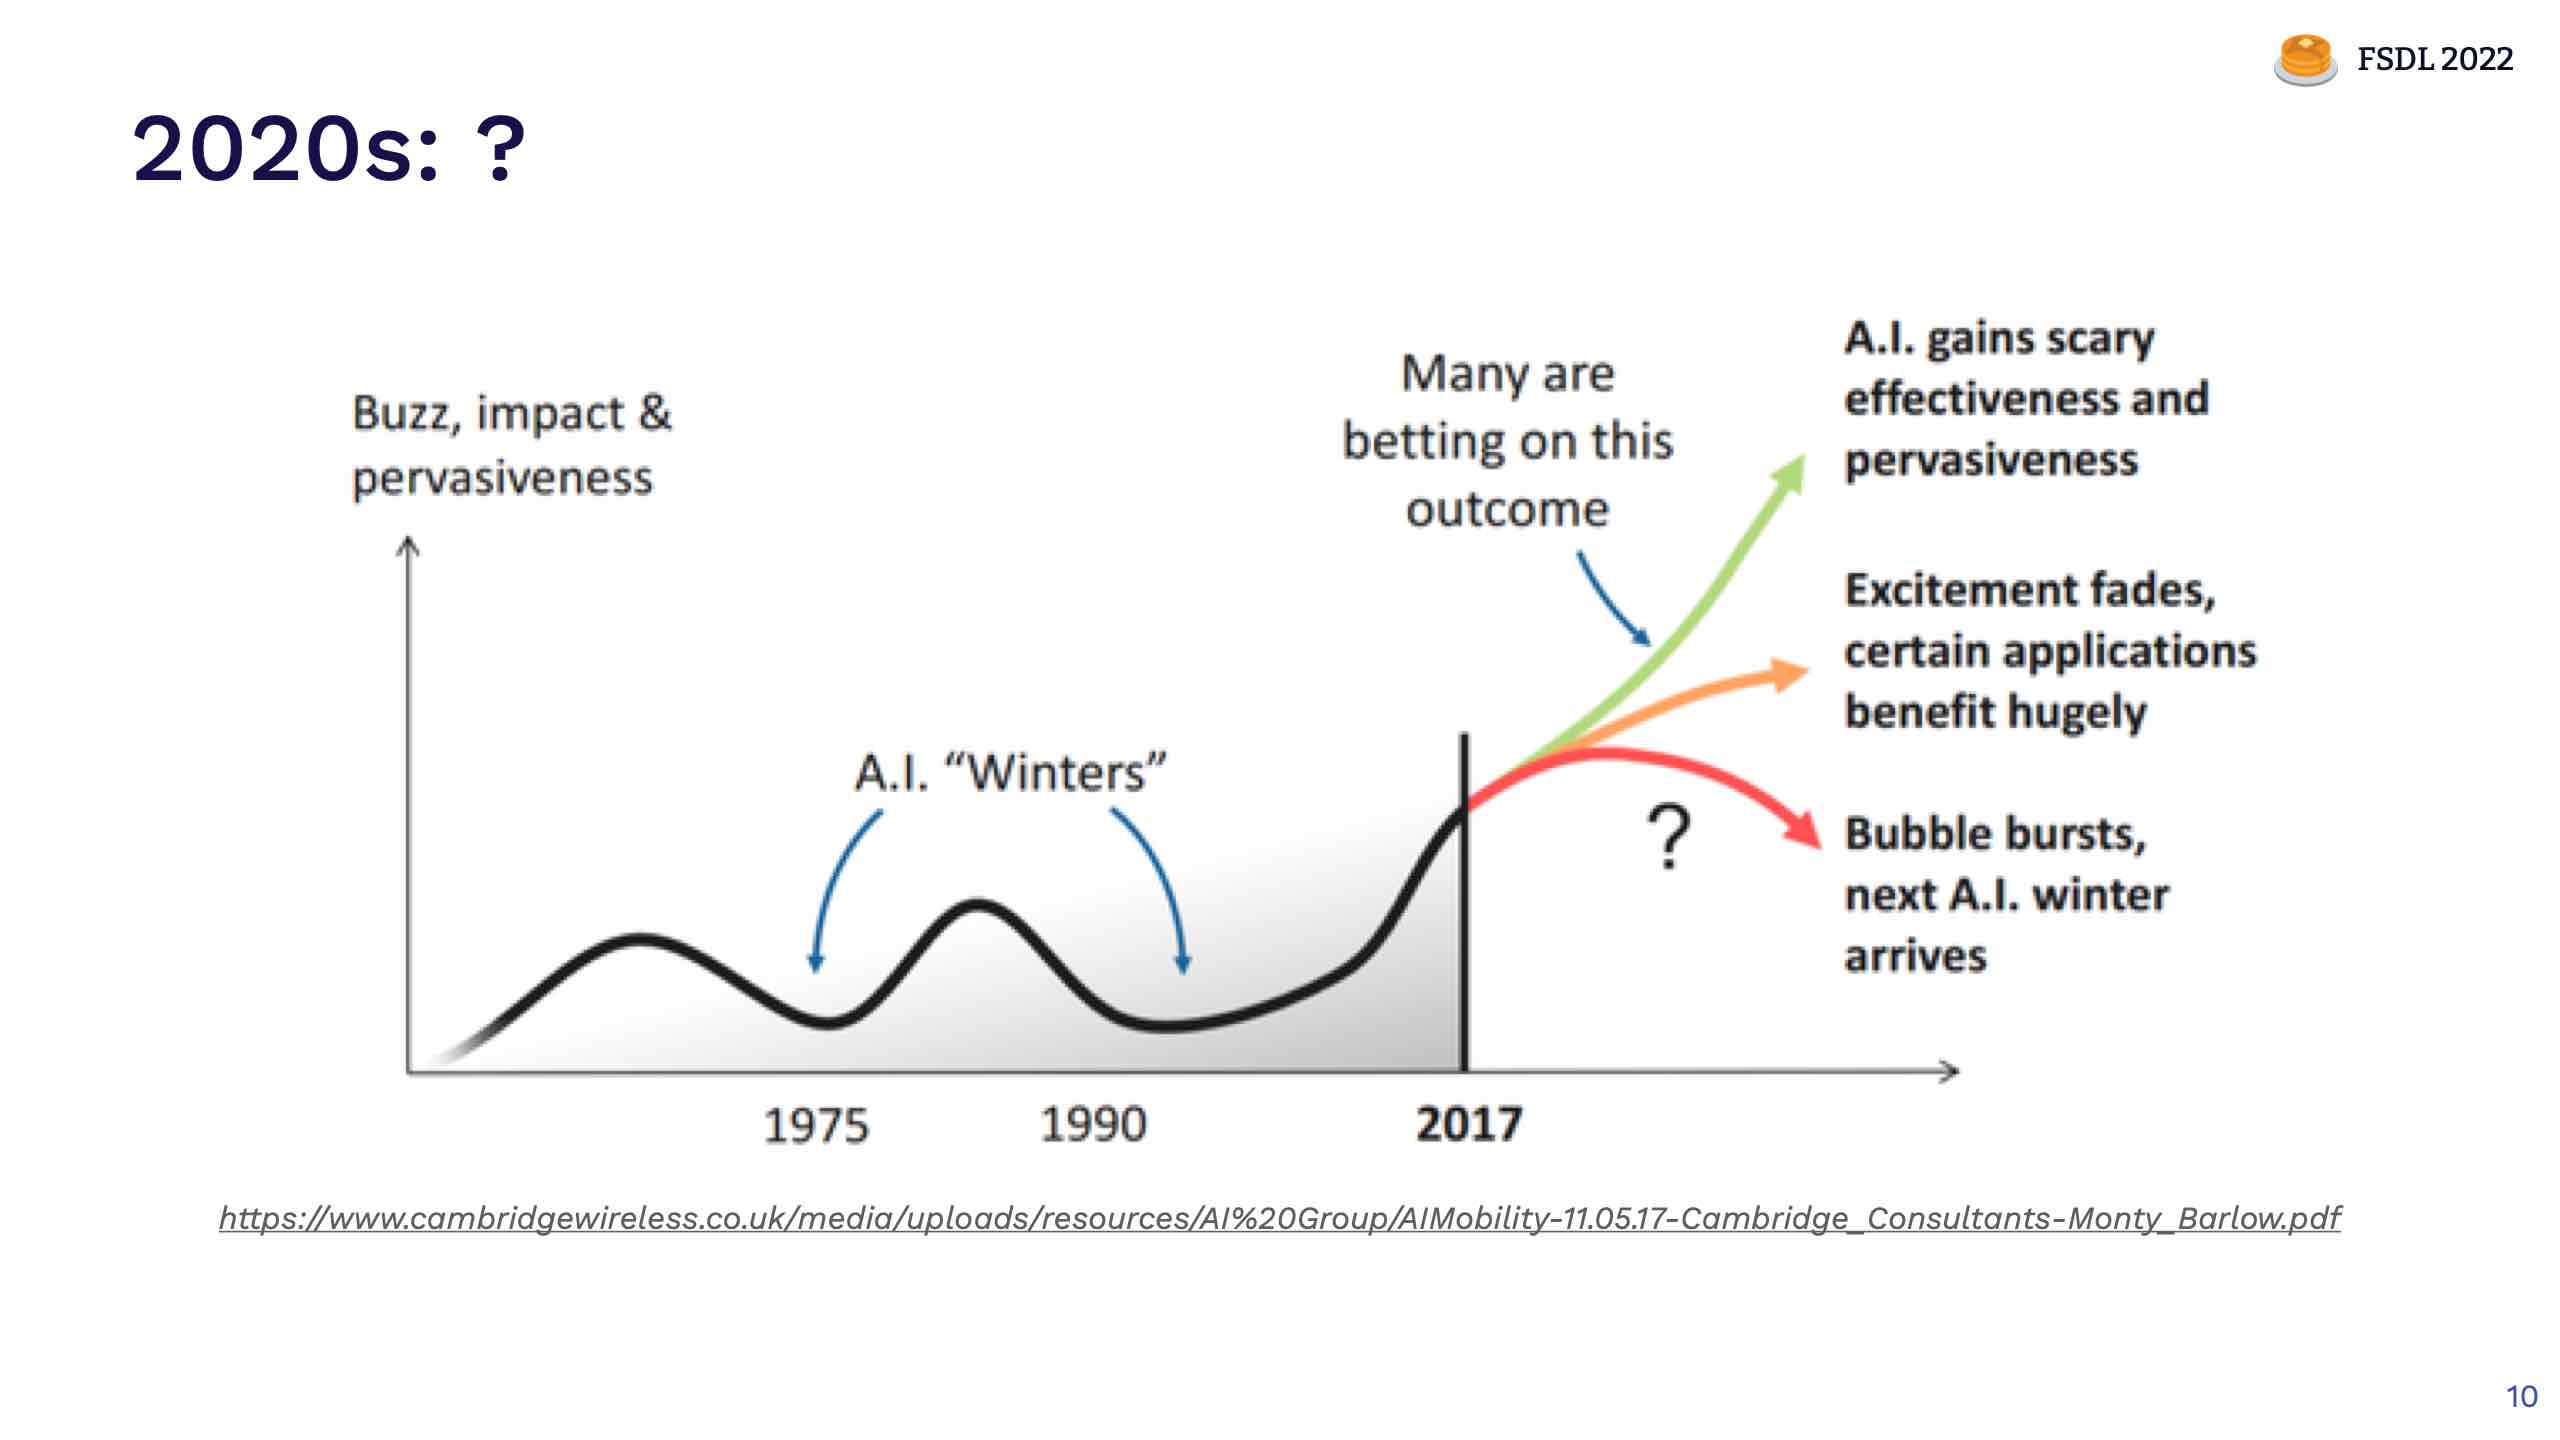 FSDL 2022
2020s: ?
Buzz, impact &
pervasiveness
Many are
betting on this
outcome
A.I. gains scary
effectiveness and
pervasiveness
Excitement fades,
certain applications
benefit hugely
A.I. “Winters”
?
Bubble bursts,
next A.I. winter
arrives
1975
1990
2017
https://www.cambridgewireless.co.uk/media/uploads/resources/AI%20Group/AIMobility-11.05.17-Cambridge_Consultants-Monty_Barlow.pdf
10